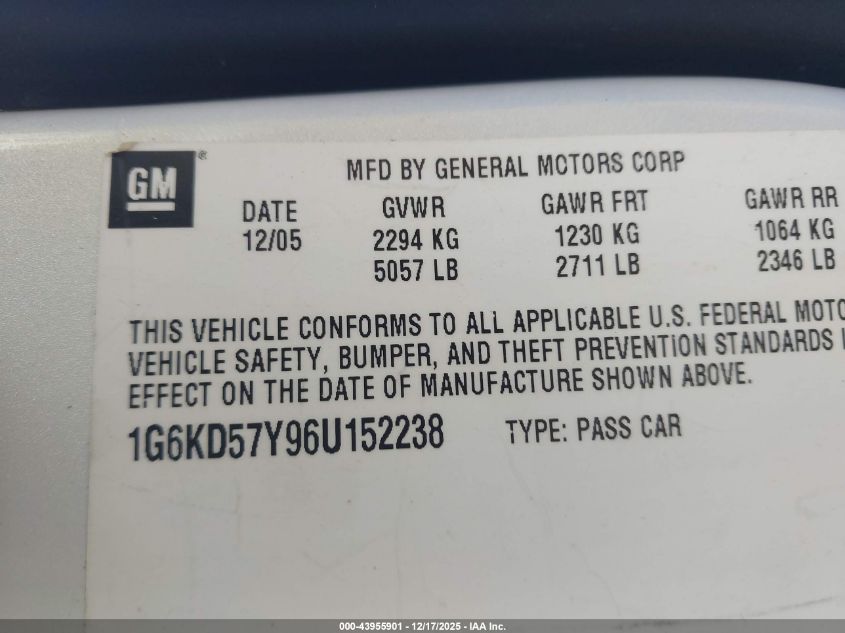 GM®
MFD BY GENERAL MOTORS CORP
DATE GVWR GAWR FRT GAWR RR
12/05 2294 KG 1230 KG 1064 KG
5057 LB 2711 LB 2346 LB
THIS VEHICLE CONFORMS TO ALL APPLICABLE U.S. FEDERAL MOTO
VEHICLE SAFETY, BUMPER, AND THEFT PREVENTION STANDARDS I
EFFECT ON THE DATE OF MANUFACTURE SHOWN ABOVE.
1G6KD57Y96U152238 TYPE: PASS CAR
000-43955901 - 12/17/2025 - IAA Inc.